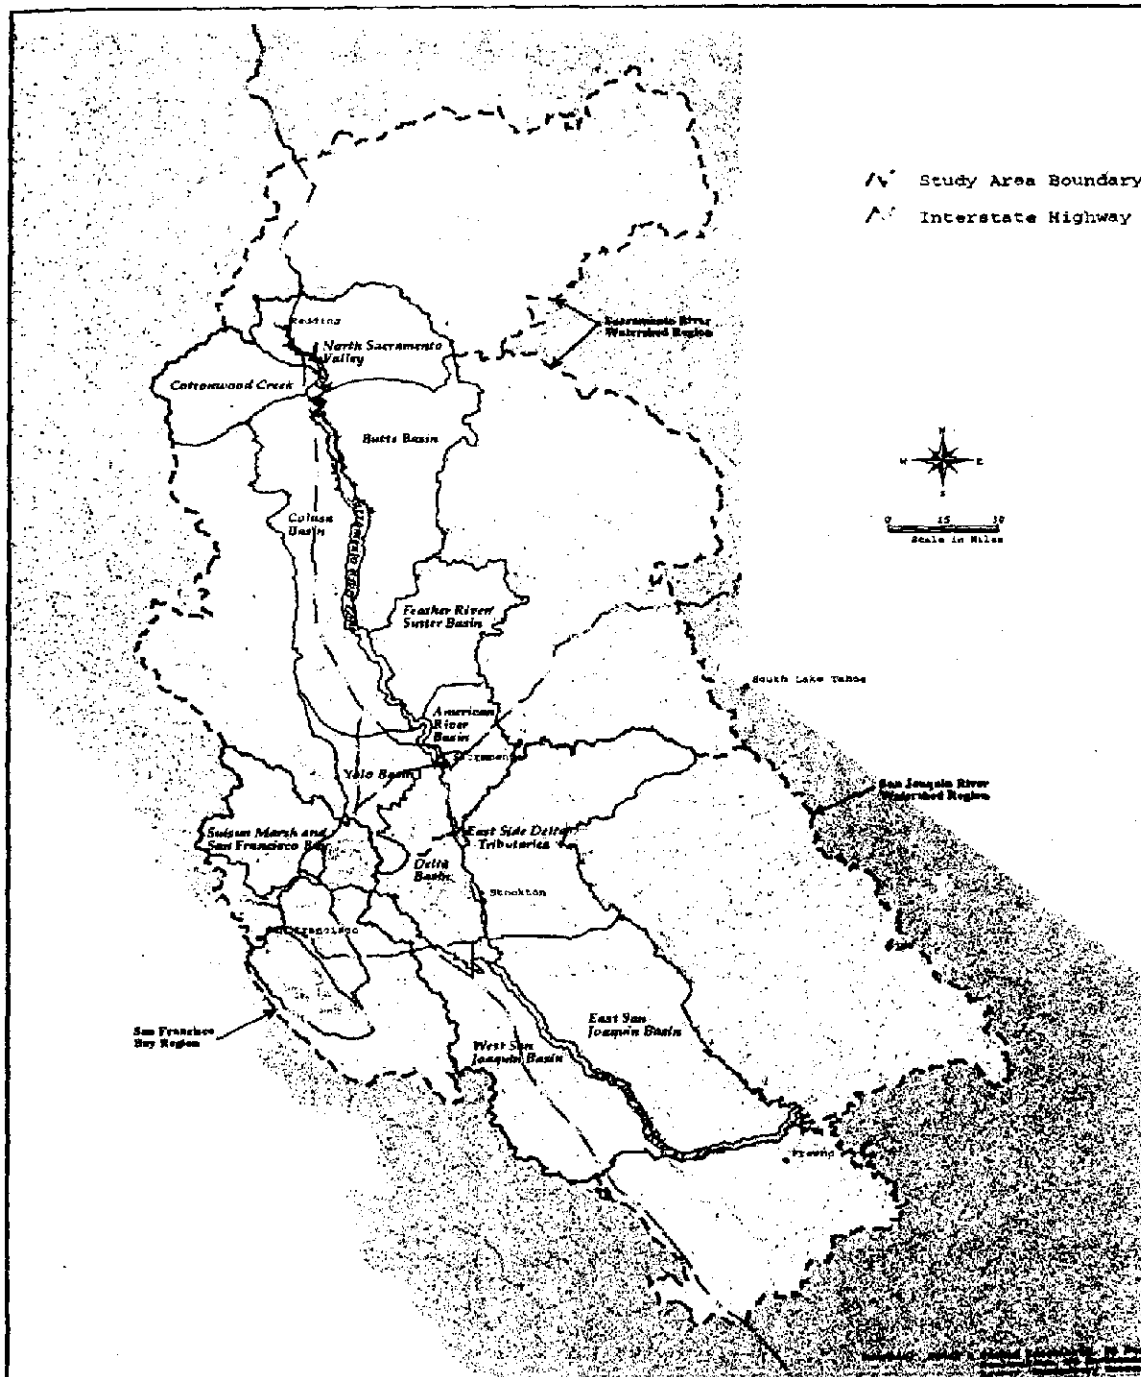 Study Area Boundary
Interstate Highway
Redding
Sacramento River
Watershed Region
North Sacramento
Valley
Cottonwood Creek
Butte Basin
N
W
E
S
0 15 30
Scale in Miles
Colusa
Basin
Feather River/
Sutter Basin
South Lake Tahoe
American
River
Basin
Sacramento
Yolo Basin
San Joaquin River
Watershed Region
Suisun Marsh and
San Francisco Bay
East Side Delta
Tributaries
Delta
Basin
Stockton
San Francisco
San Francisco
Bay Region
East San
Joaquin Basin
West San
Joaquin Basin
Fresno